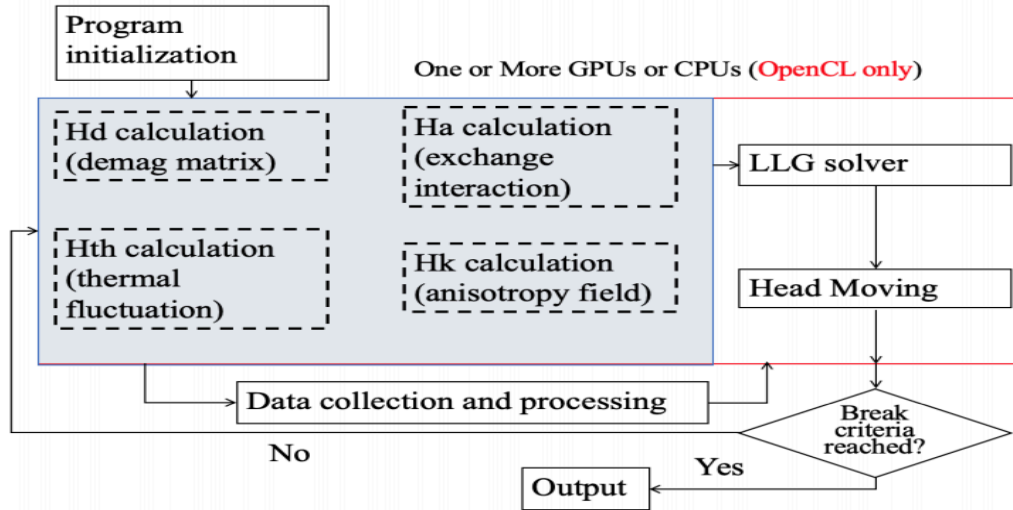 Program
initialization
One or More GPUs or CPUs (OpenCL only)
Hd calculation
(demag matrix)
Ha calculation
(exchange
interaction)
LLG solver
Hth calculation
(thermal
fluctuation)
Hk calculation
(anisotropy field)
Head Moving
Data collection and processing
Break
criteria
reached?
No
Yes
Output